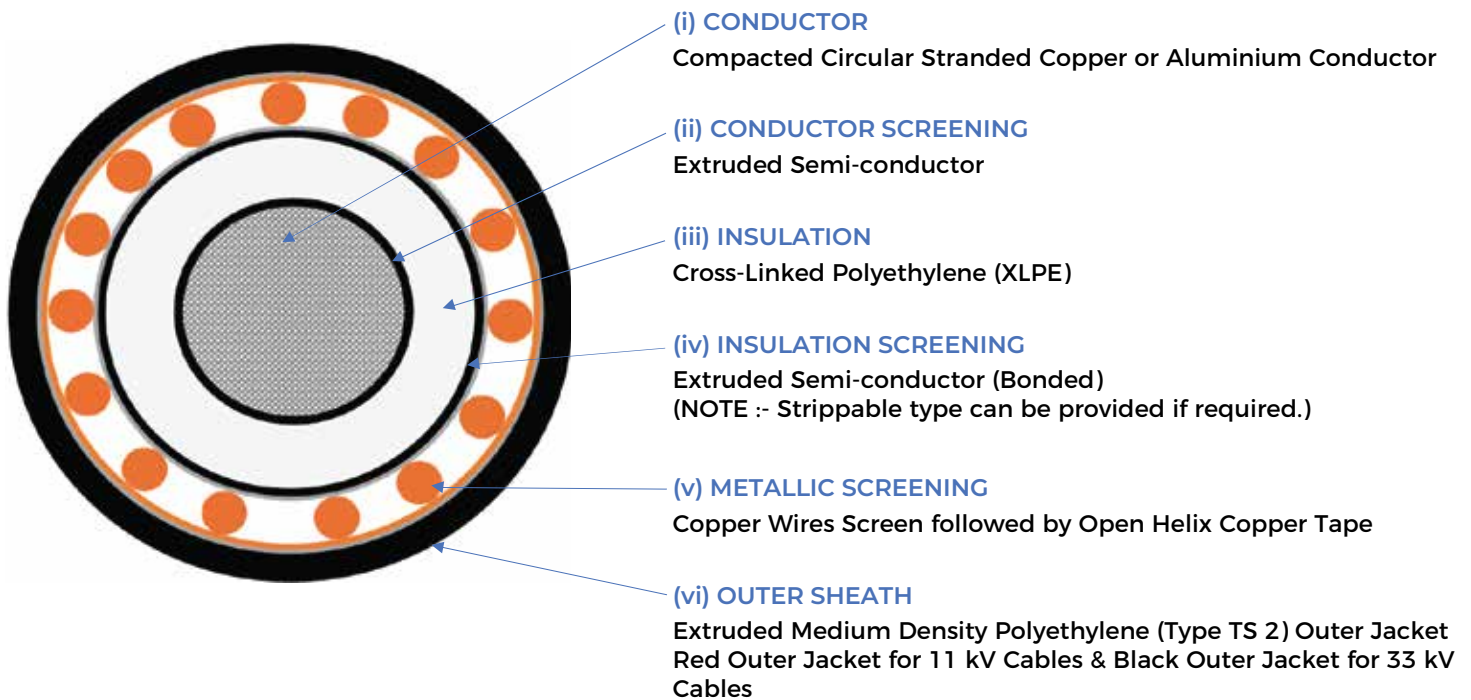 (i) CONDUCTOR
Compacted Circular Stranded Copper or Aluminium Conductor
(ii) CONDUCTOR SCREENING
Extruded Semi-conductor
(iii) INSULATION
Cross-Linked Polyethylene (XLPE)
(iv) INSULATION SCREENING
Extruded Semi-conductor (Bonded)
(NOTE :- Strippable type can be provided if required.)
(v) METALLIC SCREENING
Copper Wires Screen followed by Open Helix Copper Tape
(vi) OUTER SHEATH
Extruded Medium Density Polyethylene (Type TS 2) Outer Jacket
Red Outer Jacket for 11 kV Cables & Black Outer Jacket for 33 kV
Cables